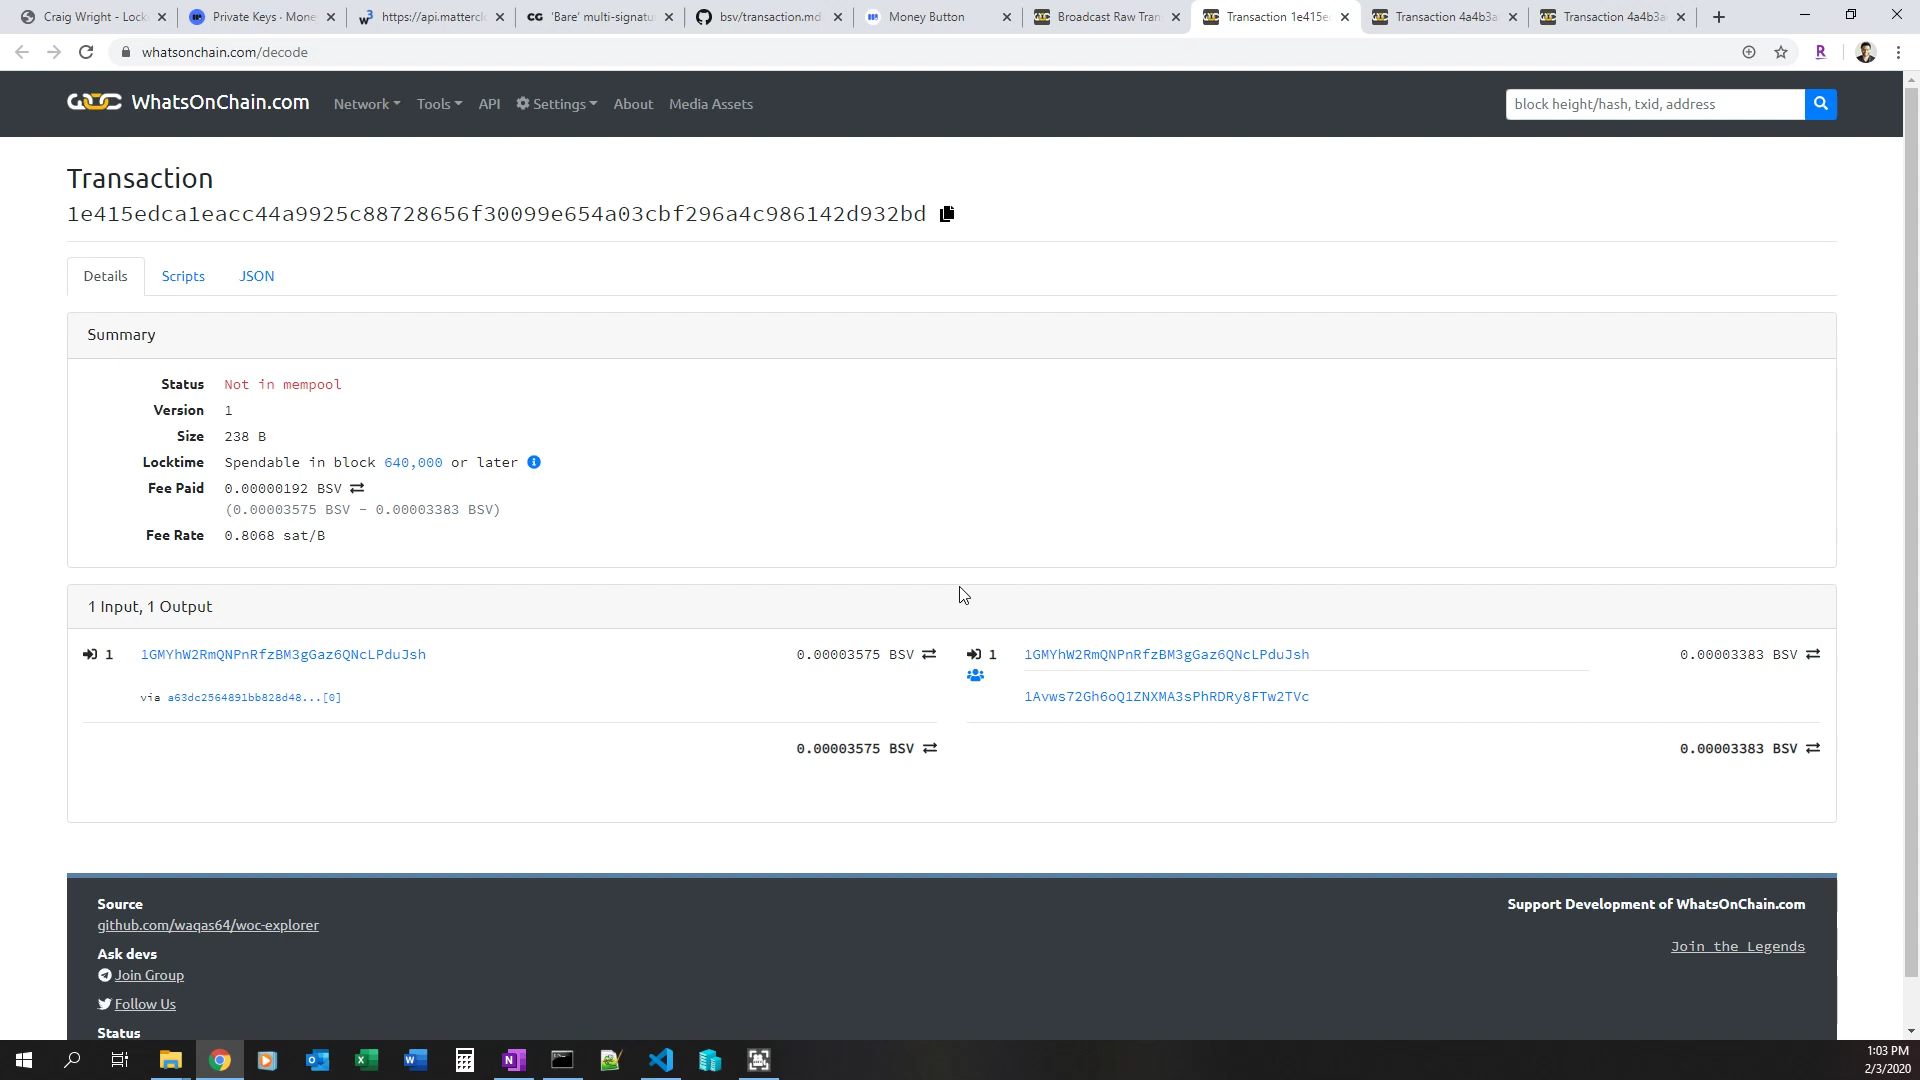 Craig Wright - Lock
Private Keys · Mone
https://api.mattercl
'Bare' multi-signatu
bsv/transaction.md
Money Button
Broadcast Raw Tran
Transaction 1e415e
Transaction 4a4b3a
Transaction 4a4b3a
whatsonchain.com/decode
WhatsOnChain.com
Network
Tools
API
Settings
About
Media Assets
block height/hash, txid, address
Transaction
1e415edca1eacc44a9925c88728656f30099e654a03cbf296a4c986142d932bd
Details
Scripts
JSON
Summary
Status Not in mempool
Version 1
Size 238 B
Locktime Spendable in block 640,000 or later
Fee Paid 0.00000192 BSV
(0.00003575 BSV - 0.00003383 BSV)
Fee Rate 0.8068 sat/B
1 Input, 1 Output
1 1GMYhW2RmQNPnRfzBM3gGaz6QNcLPduJsh 0.00003575 BSV
via a63dc2564891bb828d48...[0]
0.00003575 BSV
1 1GMYhW2RmQNPnRfzBM3gGaz6QNcLPduJsh 0.00003383 BSV
1Avws72Gh6oQ1ZNXMA3sPhRDRy8FTw2TVc
0.00003383 BSV
Source
github.com/waqas64/woc-explorer
Ask devs
Join Group
Follow Us
Status
Support Development of WhatsOnChain.com
Join the Legends
1:03 PM
2/3/2020